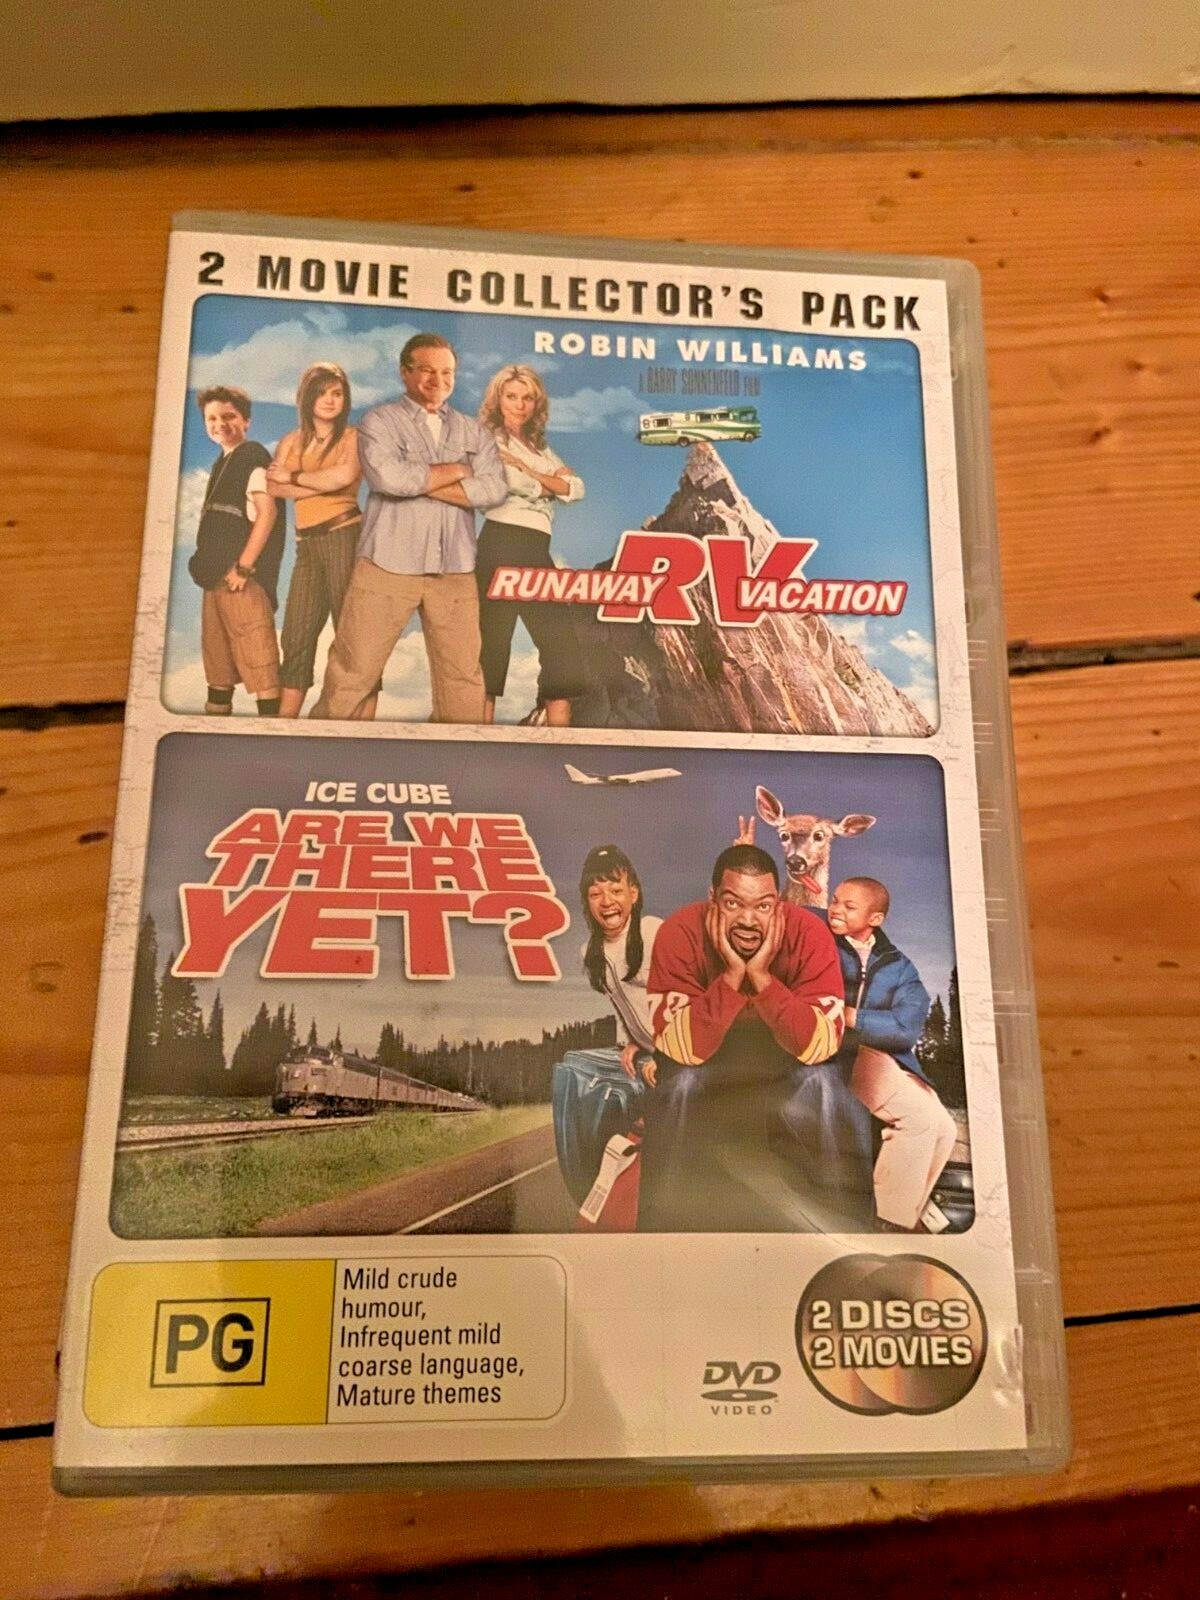 2 MOVIE COLLECTOR'S PACK
ROBIN WILLIAMS
A BARRY SONNENFELD FILM
RUNAWAY RV VACATION
ICE CUBE
ARE WE
THERE
YET?
PG
Mild crude
humour,
Infrequent mild
coarse language,
Mature themes
DVD
VIDEO
2 DISCS
2 MOVIES